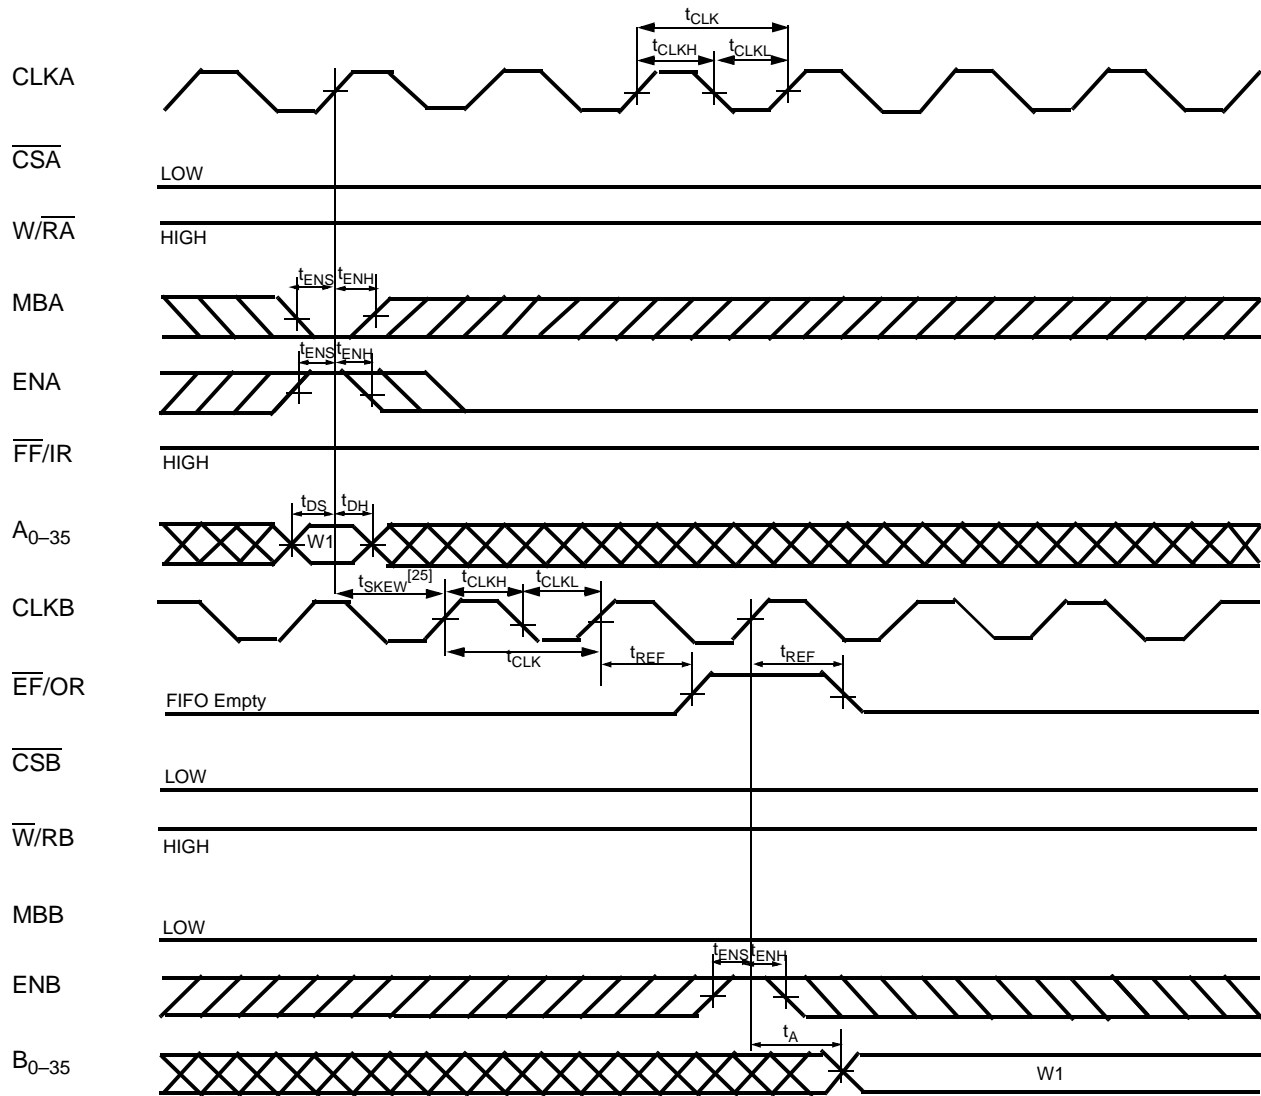 tCLK
tCLKH tCLKL
CLKA
CSA
LOW
W/RA
HIGH
tENS tENH
MBA
tENS tENH
ENA
FF/IR
HIGH
tDS tDH
A0–35
W1
tSKEW[25] tCLKH tCLKL
CLKB
tCLK tREF tREF
EF/OR
FIFO Empty
CSB
LOW
W/RB
HIGH
MBB
LOW
tENS tENH
ENB
tA
B0–35
W1